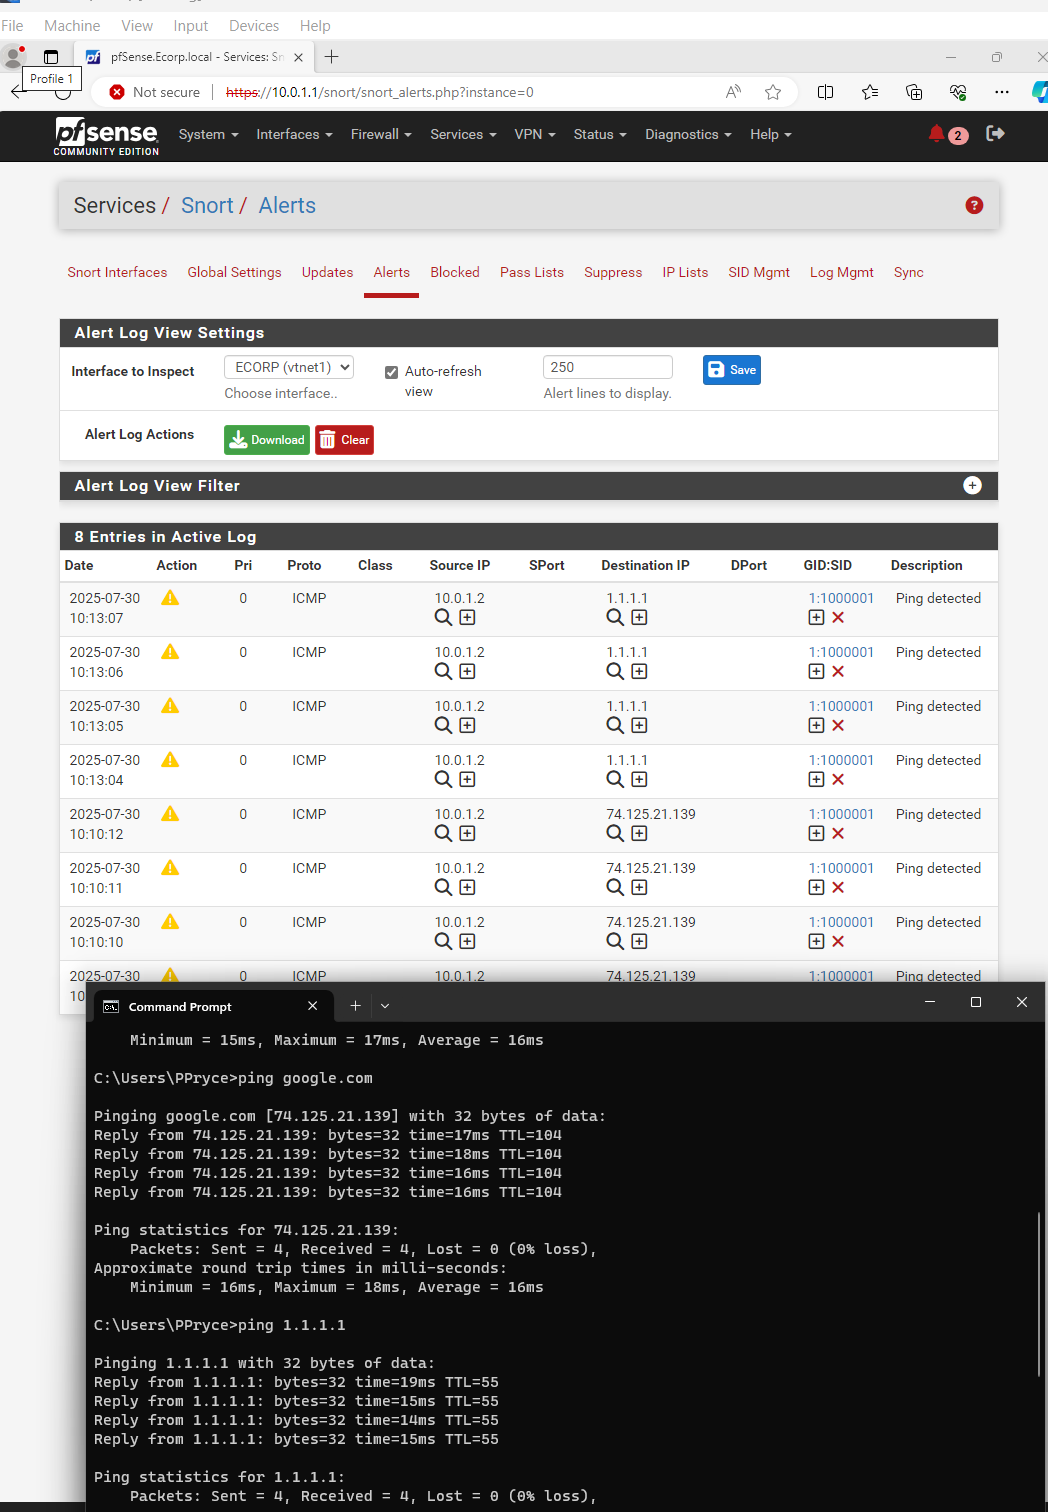 File Machine View Input Devices Help
pfSense.Ecorp.local - Services: Sn
Profile 1
Not secure https://10.0.1.1/snort/snort_alerts.php?instance=0
pfsense
COMMUNITY EDITION
System Interfaces Firewall Services VPN Status Diagnostics Help 2
Services / Snort / Alerts
Snort Interfaces Global Settings Updates Alerts Blocked Pass Lists Suppress IP Lists SID Mgmt Log Mgmt Sync
Alert Log View Settings
Interface to Inspect ECORP (vtnet1) Auto-refresh view 250 Save
Choose interface.. Alert lines to display.
Alert Log Actions Download Clear
Alert Log View Filter
8 Entries in Active Log
Date Action Pri Proto Class Source IP SPort Destination IP DPort GID:SID Description
2025-07-30 0 ICMP 10.0.1.2 1.1.1.1 1:1000001 Ping detected
10:13:07
2025-07-30 0 ICMP 10.0.1.2 1.1.1.1 1:1000001 Ping detected
10:13:06
2025-07-30 0 ICMP 10.0.1.2 1.1.1.1 1:1000001 Ping detected
10:13:05
2025-07-30 0 ICMP 10.0.1.2 1.1.1.1 1:1000001 Ping detected
10:13:04
2025-07-30 0 ICMP 10.0.1.2 74.125.21.139 1:1000001 Ping detected
10:10:12
2025-07-30 0 ICMP 10.0.1.2 74.125.21.139 1:1000001 Ping detected
10:10:11
2025-07-30 0 ICMP 10.0.1.2 74.125.21.139 1:1000001 Ping detected
10:10:10
2025-07-30 0 ICMP 10.0.1.2 74.125.21.139 1:1000001 Ping detected
10
Command Prompt
Minimum = 15ms, Maximum = 17ms, Average = 16ms
C:\Users\PPryce>ping google.com
Pinging google.com [74.125.21.139] with 32 bytes of data:
Reply from 74.125.21.139: bytes=32 time=17ms TTL=104
Reply from 74.125.21.139: bytes=32 time=18ms TTL=104
Reply from 74.125.21.139: bytes=32 time=16ms TTL=104
Reply from 74.125.21.139: bytes=32 time=16ms TTL=104
Ping statistics for 74.125.21.139:
Packets: Sent = 4, Received = 4, Lost = 0 (0% loss),
Approximate round trip times in milli-seconds:
Minimum = 16ms, Maximum = 18ms, Average = 16ms
C:\Users\PPryce>ping 1.1.1.1
Pinging 1.1.1.1 with 32 bytes of data:
Reply from 1.1.1.1: bytes=32 time=19ms TTL=55
Reply from 1.1.1.1: bytes=32 time=15ms TTL=55
Reply from 1.1.1.1: bytes=32 time=14ms TTL=55
Reply from 1.1.1.1: bytes=32 time=15ms TTL=55
Ping statistics for 1.1.1.1:
Packets: Sent = 4, Received = 4, Lost = 0 (0% loss),